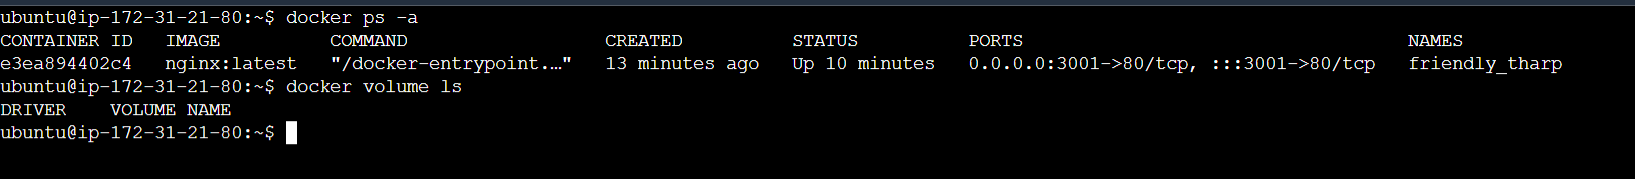 ubuntu@ip-172-31-21-80:~$ docker ps -a
CONTAINER ID   IMAGE          COMMAND                  CREATED          STATUS          PORTS                                   NAMES
e3ea894402c4   nginx:latest   "/docker-entrypoint.…"   13 minutes ago   Up 10 minutes   0.0.0.0:3001->80/tcp, :::3001->80/tcp   friendly_tharp
ubuntu@ip-172-31-21-80:~$ docker volume ls
DRIVER    VOLUME NAME
ubuntu@ip-172-31-21-80:~$